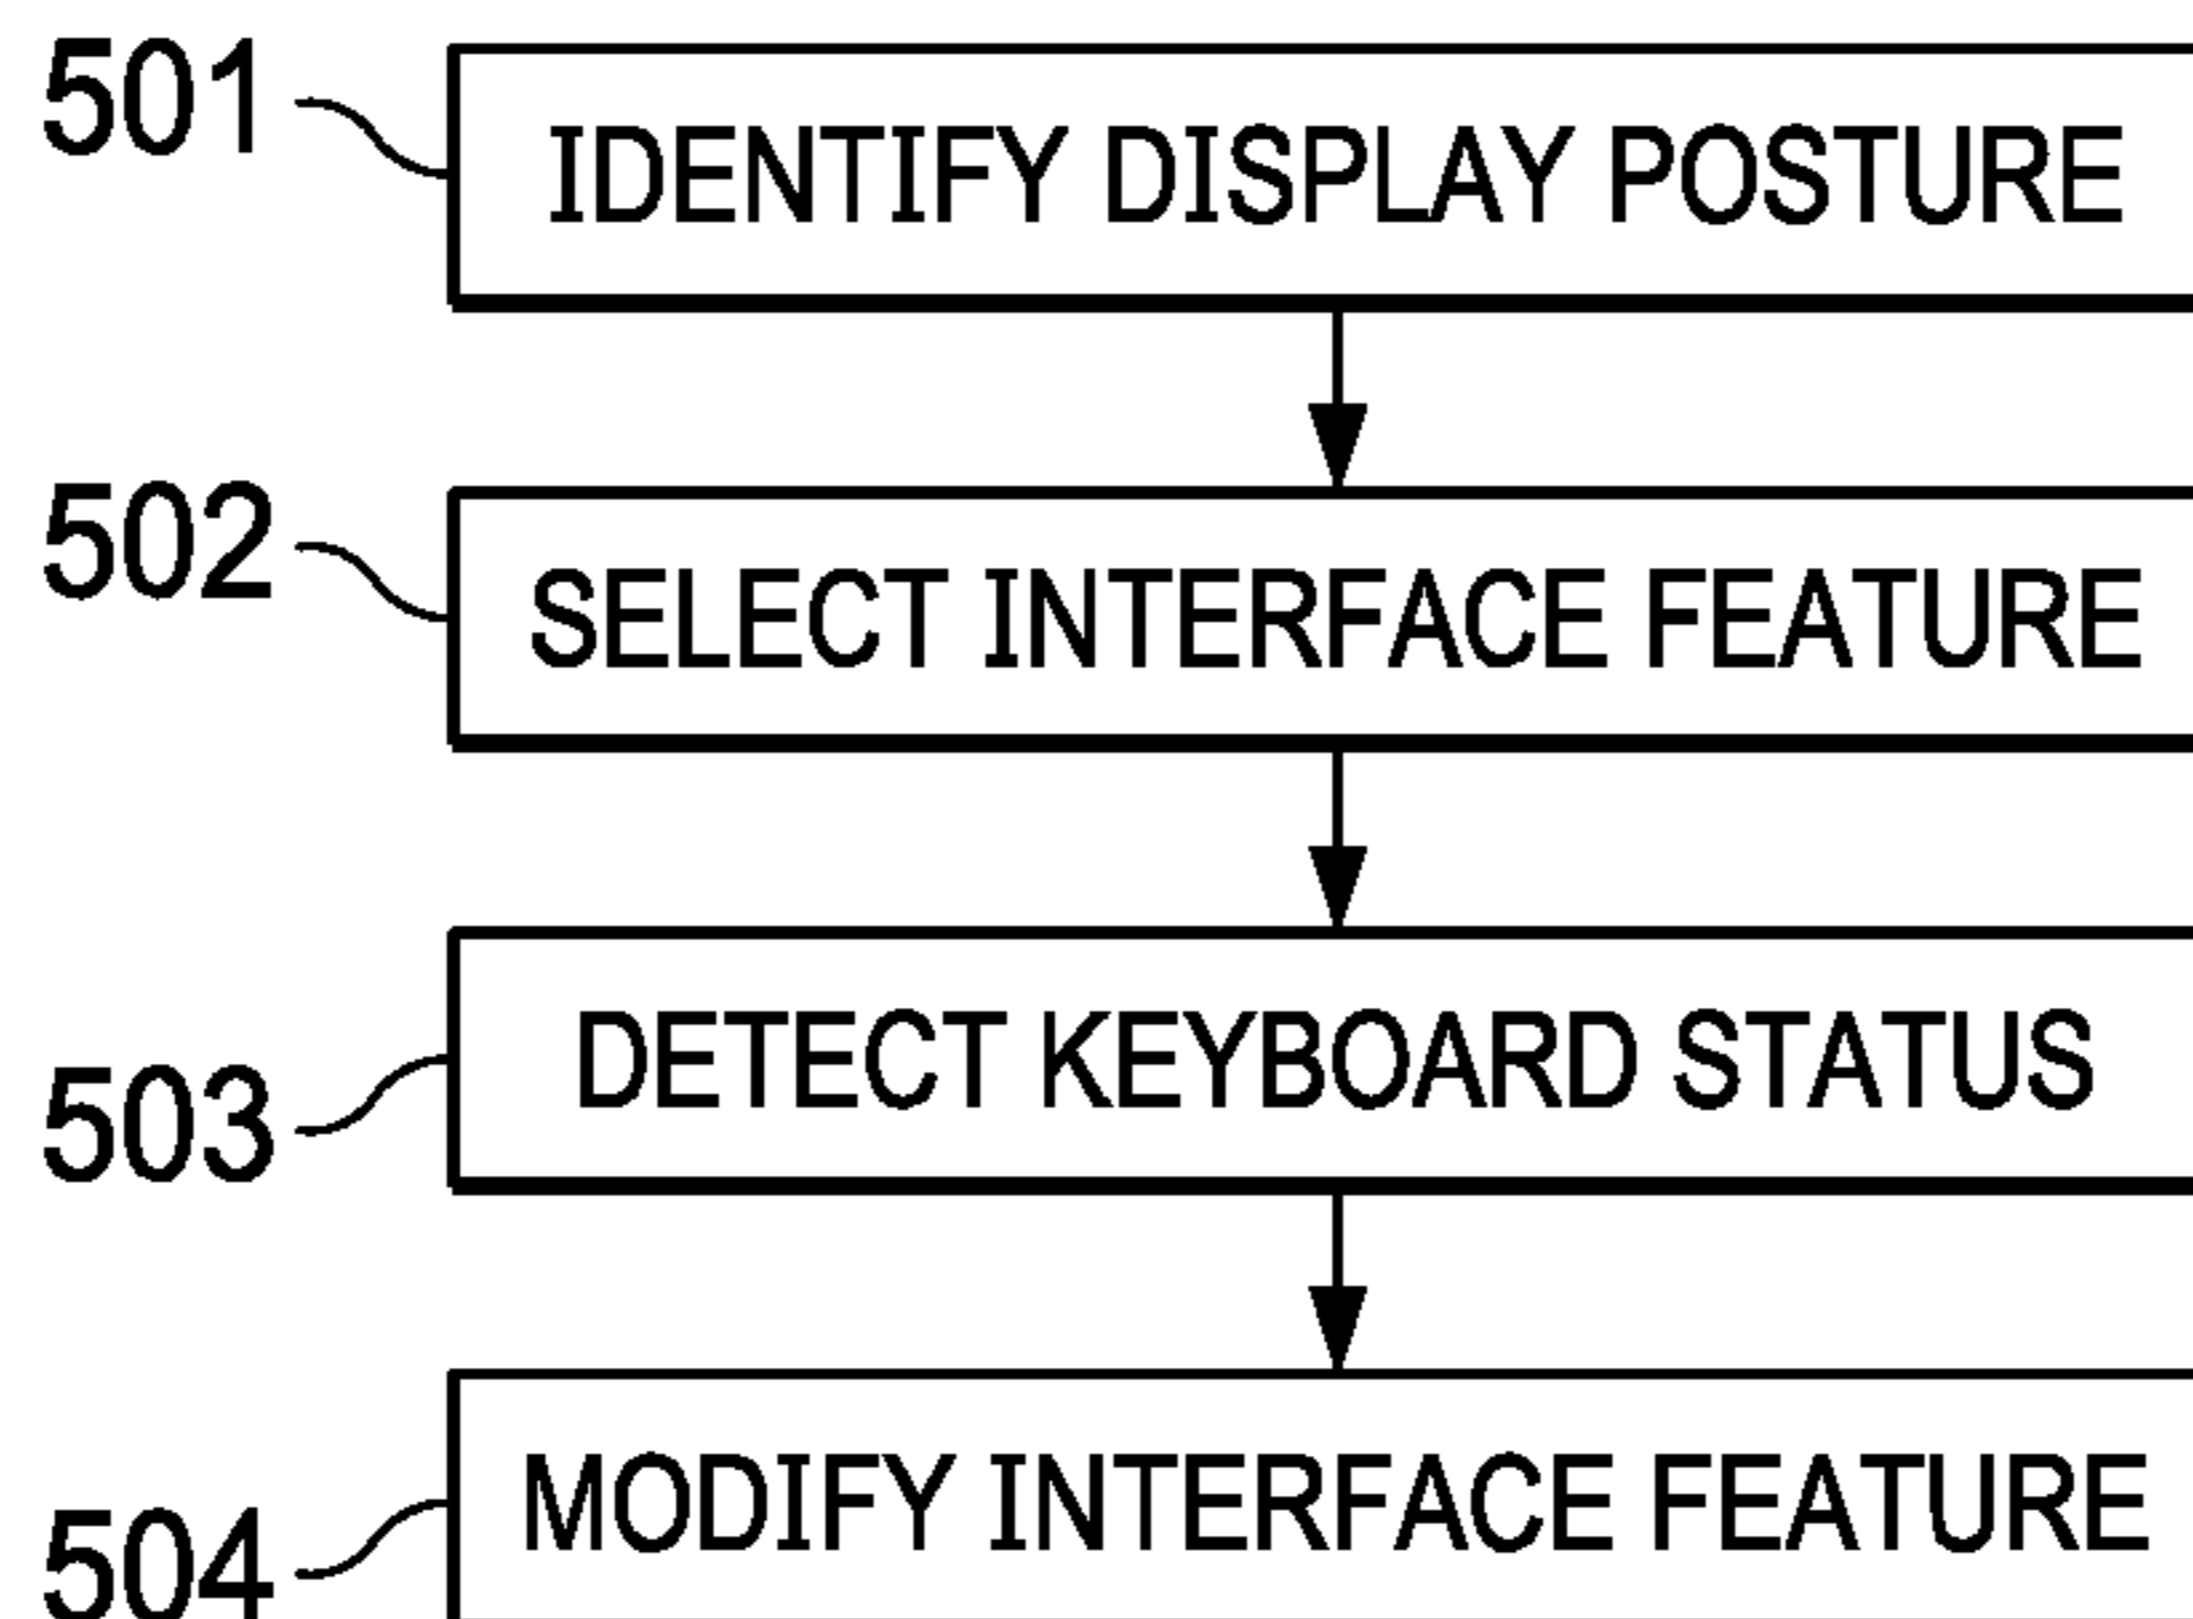 501
IDENTIFY DISPLAY POSTURE
502
SELECT INTERFACE FEATURE
503
DETECT KEYBOARD STATUS
504
MODIFY INTERFACE FEATURE